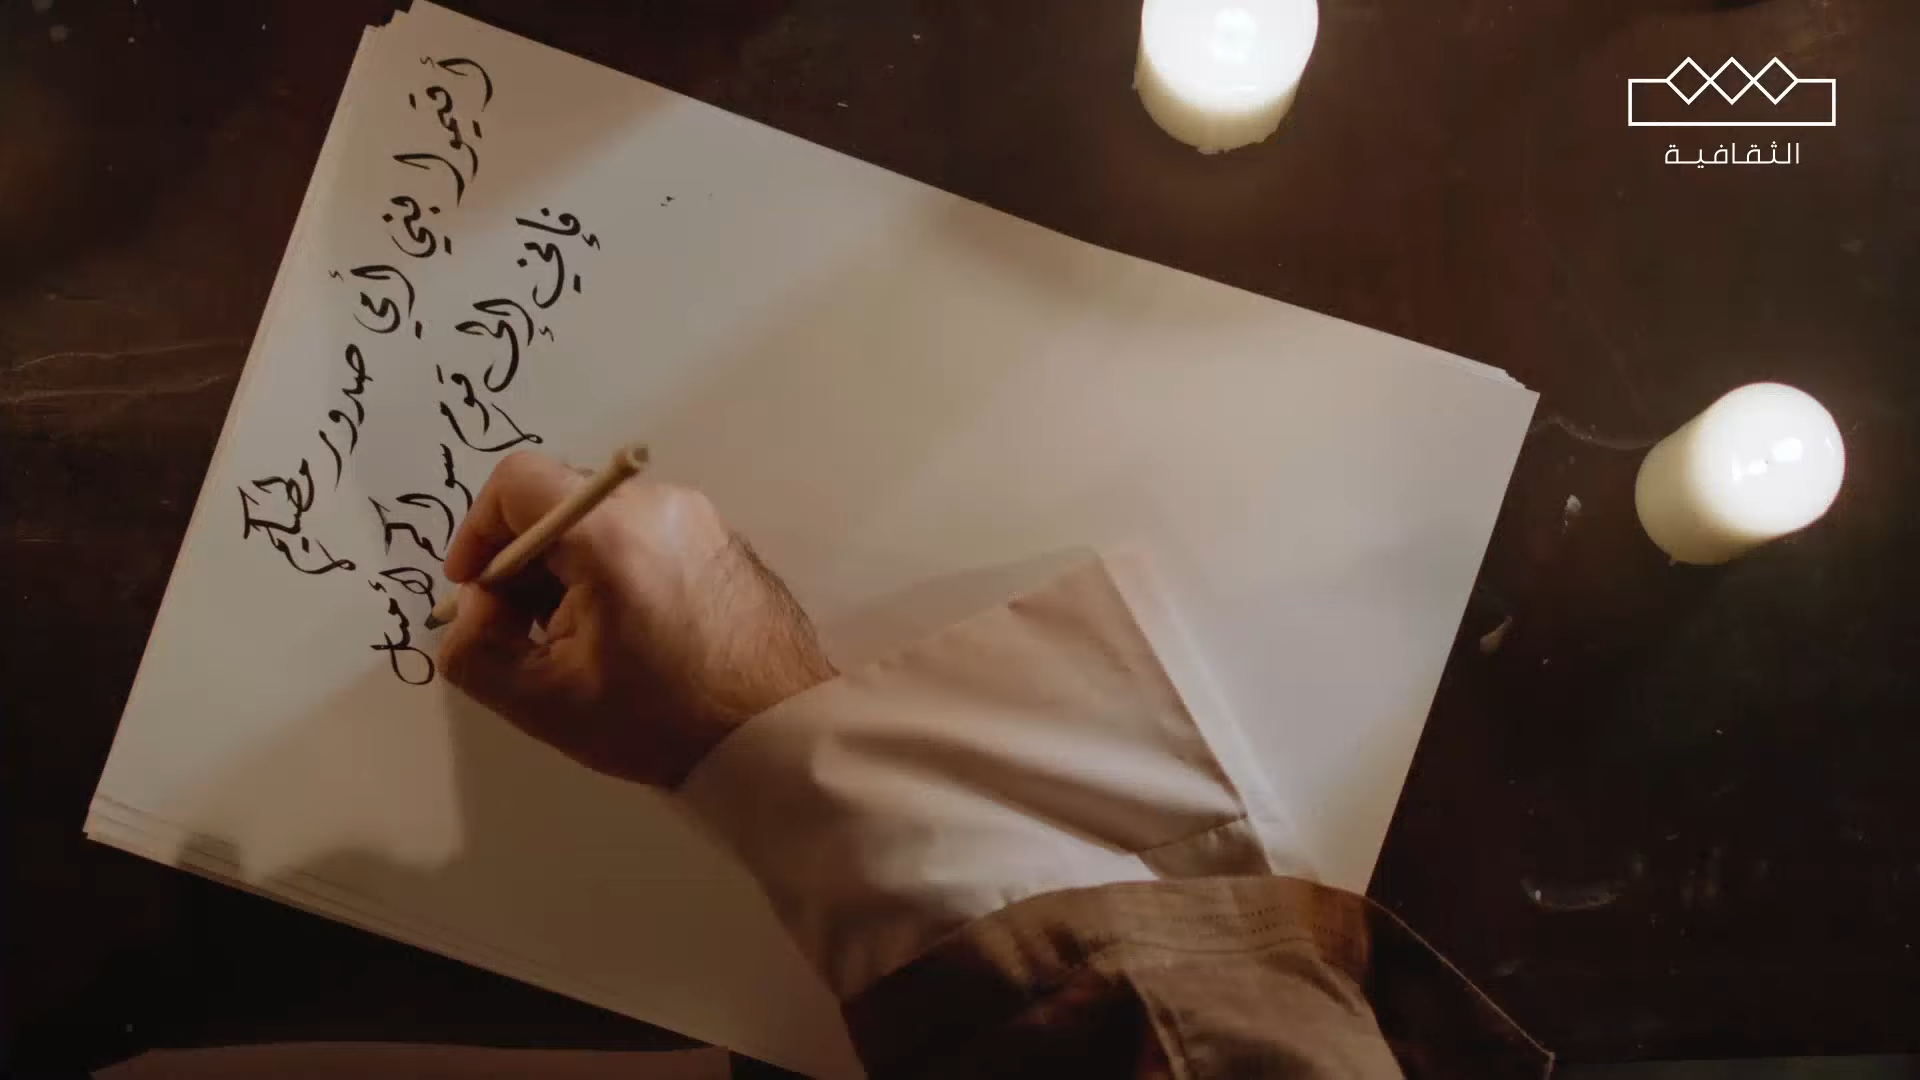 أقيموا بني أمي صدور مطيكم
فإني إلى قوم سواكم لأميل
الثقافية